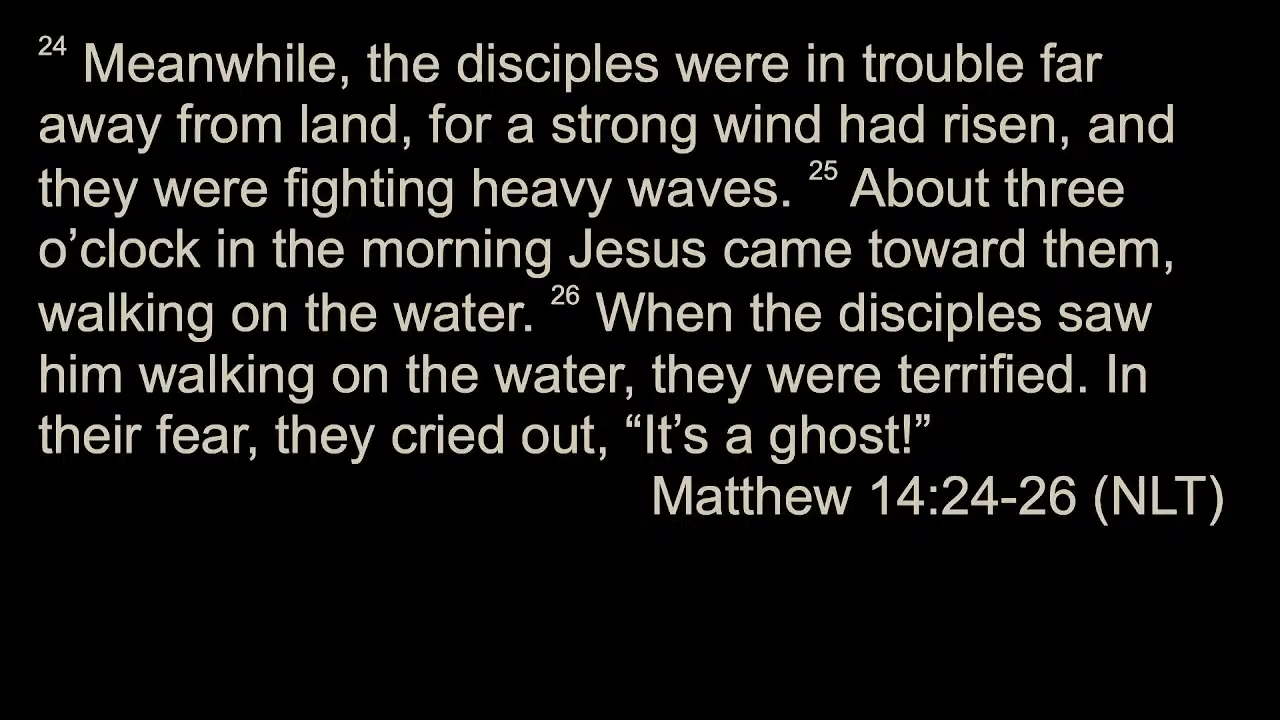 24 Meanwhile, the disciples were in trouble far
away from land, for a strong wind had risen, and
they were fighting heavy waves. 25 About three
o’clock in the morning Jesus came toward them,
walking on the water. 26 When the disciples saw
him walking on the water, they were terrified. In
their fear, they cried out, “It’s a ghost!”
Matthew 14:24-26 (NLT)